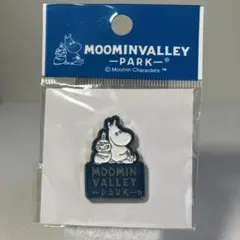 MOOMINVALLEY®
—PARK—
© Moomin Characters™
MOOMIN
VALLEY
—PARK—